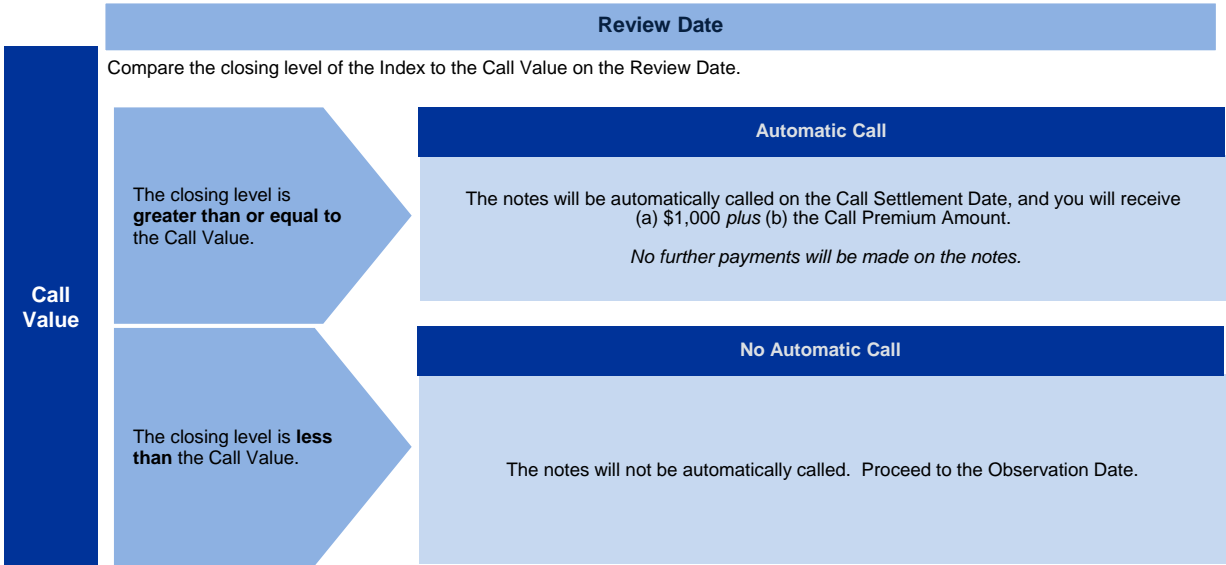 Review Date
Compare the closing level of the Index to the Call Value on the Review Date.
Call
Value
The closing level is
greater than or equal to
the Call Value.
Automatic Call
The notes will be automatically called on the Call Settlement Date, and you will receive
(a) $1,000 plus (b) the Call Premium Amount.
No further payments will be made on the notes.
The closing level is less
than the Call Value.
No Automatic Call
The notes will not be automatically called.  Proceed to the Observation Date.